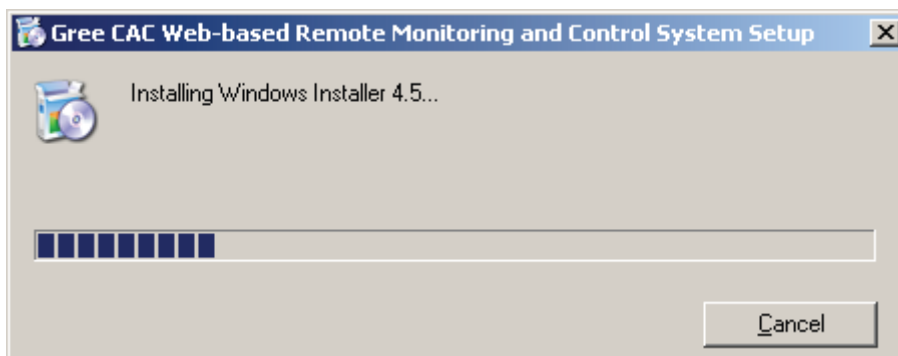 Gree CAC Web-based Remote Monitoring and Control System Setup
Installing Windows Installer 4.5...
Cancel